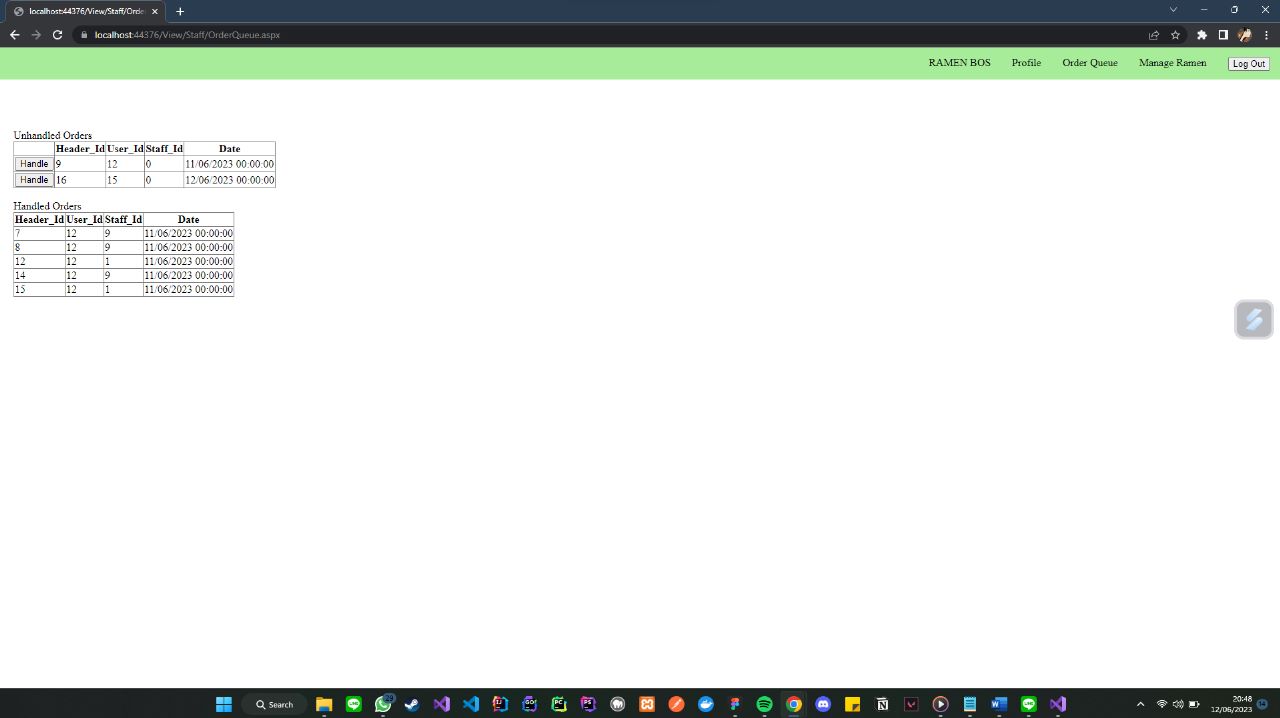 localhost:44376/View/Staff/Orde
localhost:44376/View/Staff/OrderQueue.aspx
RAMEN BOS Profile Order Queue Manage Ramen Log Out
Unhandled Orders
Header_Id User_Id Staff_Id Date
Handle 9 12 0 11/06/2023 00:00:00
Handle 16 15 0 12/06/2023 00:00:00
Handled Orders
Header_Id User_Id Staff_Id Date
7 12 9 11/06/2023 00:00:00
8 12 9 11/06/2023 00:00:00
12 12 1 11/06/2023 00:00:00
14 12 9 11/06/2023 00:00:00
15 12 1 11/06/2023 00:00:00
Search
20:48
12/06/2023